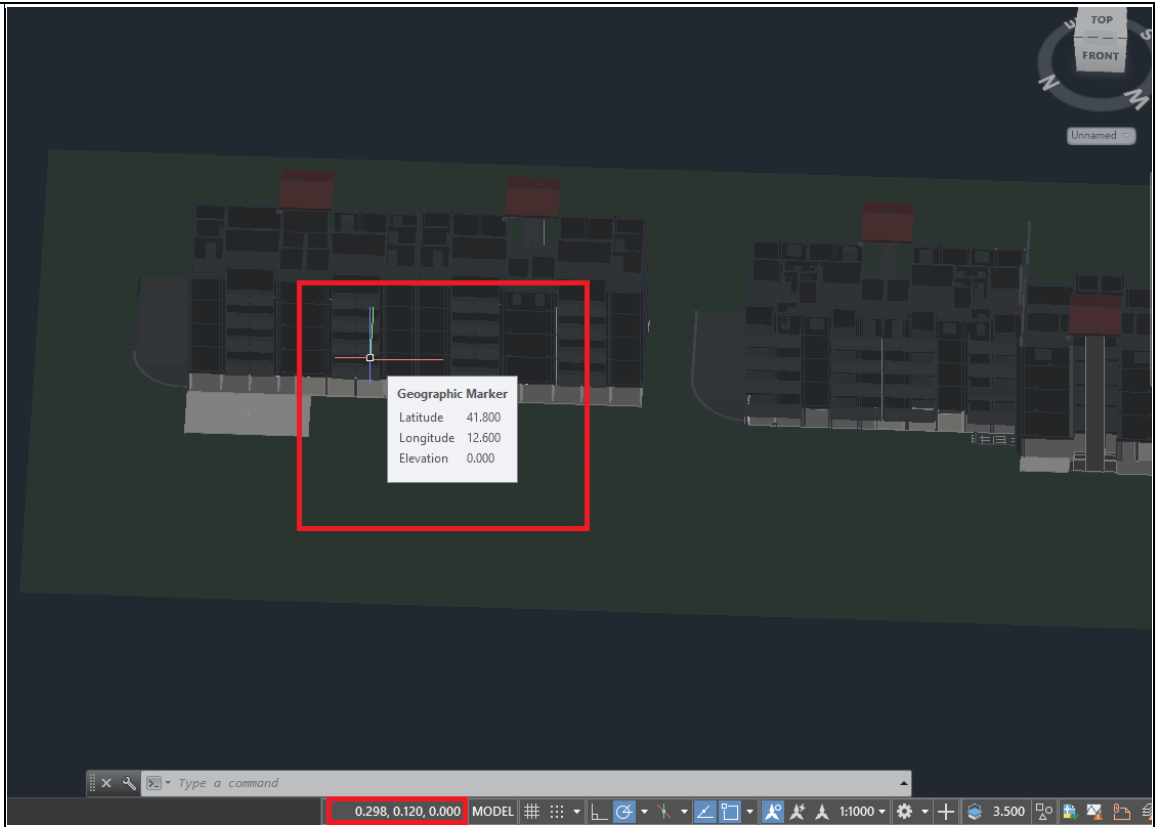 TOP
FRONT
E
S
N
W
Unnamed
Geographic Marker
Latitude 41.800
Longitude 12.600
Elevation 0.000
Type a command
0.298, 0.120, 0.000 MODEL 1:1000 3.500